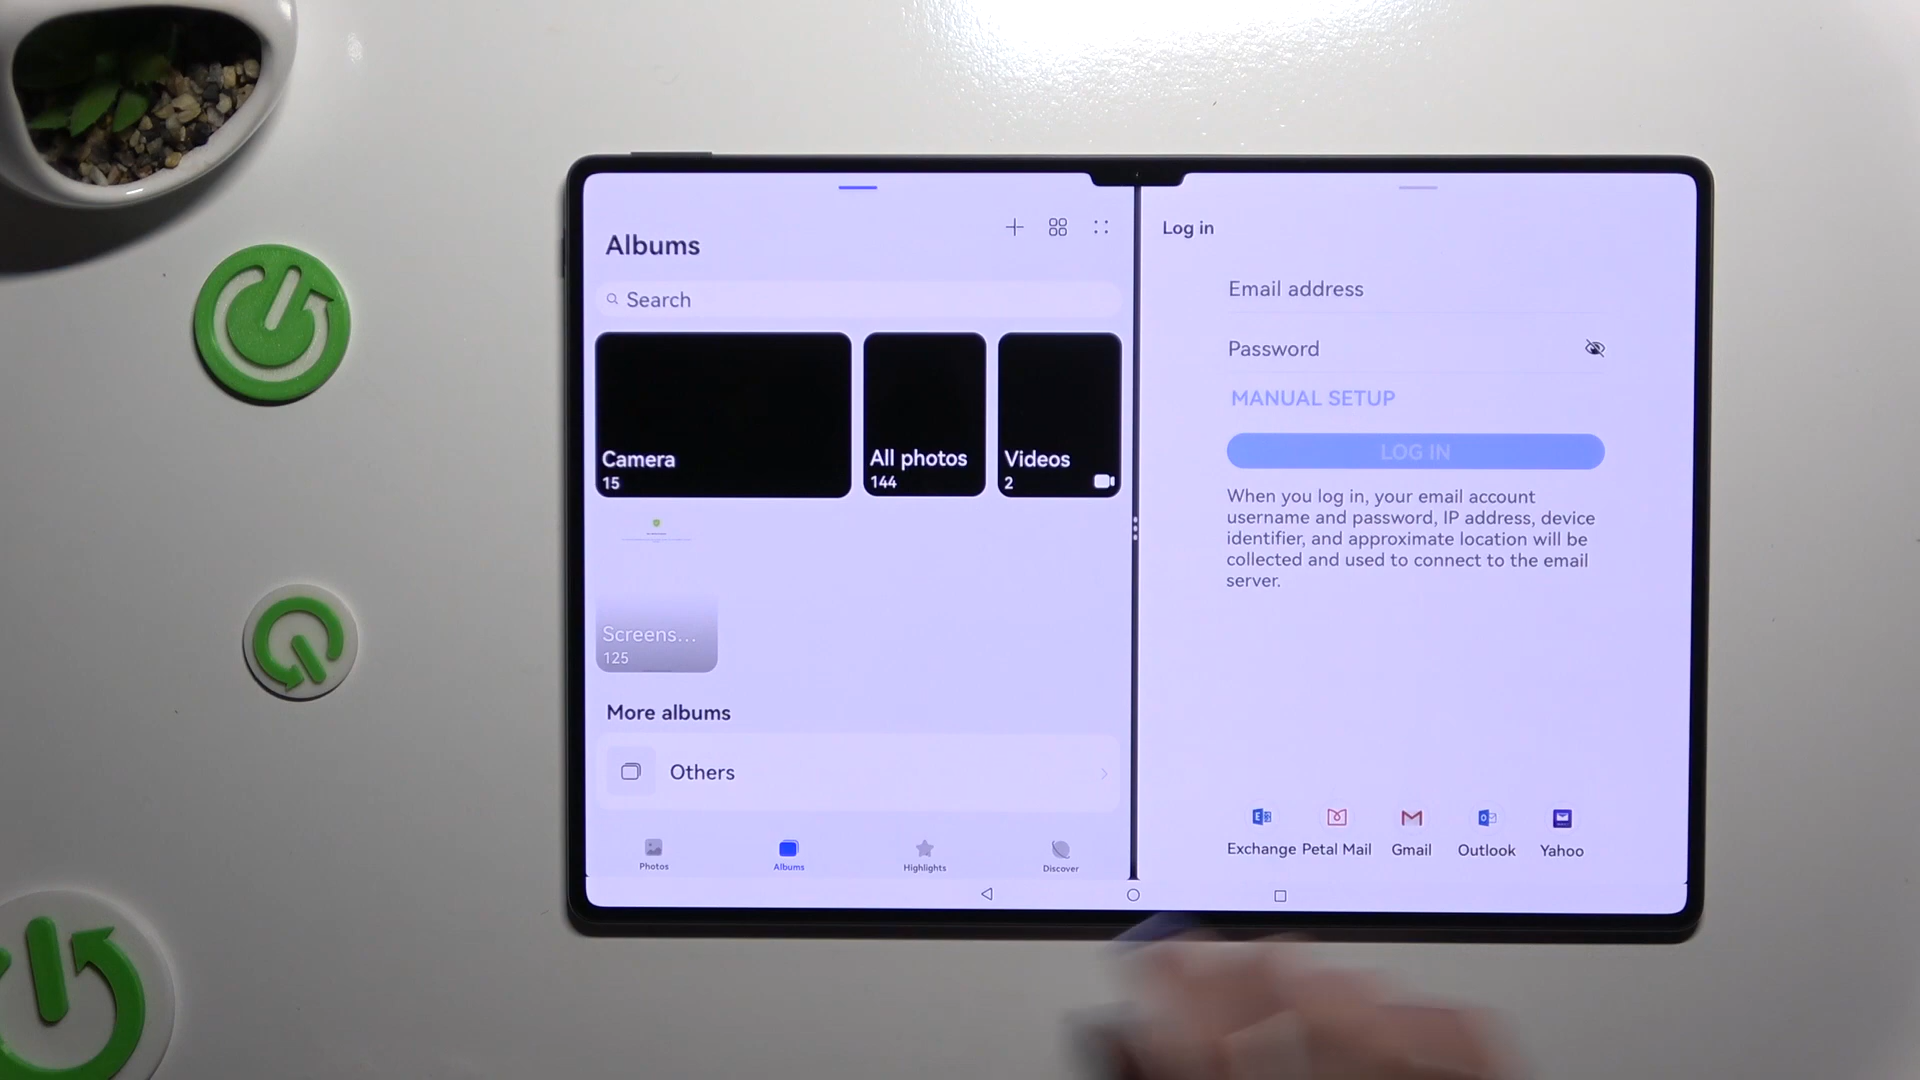 Albums
Search
Camera
15
All photos
144
Videos
2
Screens...
125
More albums
Others
Photos
Albums
Highlights
Discover
Log in
Email address
Password
MANUAL SETUP
LOG IN
When you log in, your email account
username and password, IP address, device
identifier, and approximate location will be
collected and used to connect to the email
server.
Exchange
Petal Mail
Gmail
Outlook
Yahoo